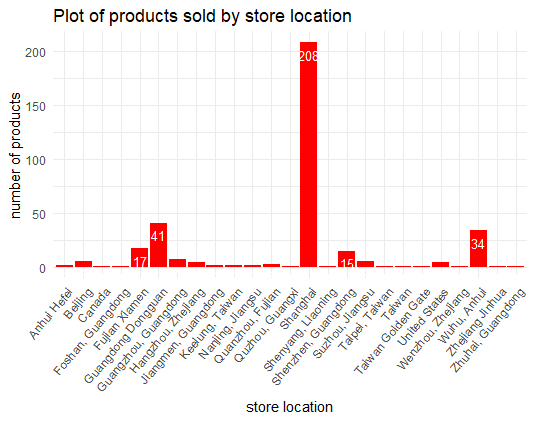 Plot of products sold by store location
number of products
200
150
100
50
0
208
41
17
15
34
Anhui Hefei
Beijing
Canada
Foshan, Guangdong
Fujian Xiamen
Guangdong Dongguan
Guangzhou, Guangdong
Hangzhou, Zhejiang
Jiangmen, Guangdong
Keelung, Taiwan
Nanjing, Jiangsu
Quanzhou, Fujian
Quzhou, Guangxi
Shanghai
Shenyang, Liaoning
Shenzhen, Guangdong
Suzhou, Jiangsu
Taipei, Taiwan
Taiwan
Taiwan Golden Gate
United States
Wenzhou, Zhejiang
Wuhu, Anhui
Zhejiang Jinhua
Zhuhai, Guangdong
store location